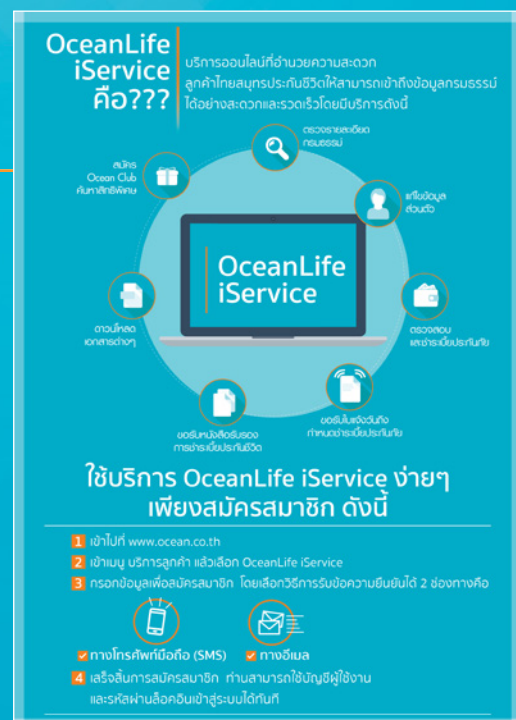 OceanLife
iService
คือ???
บริการออนไลน์ที่อำนวยความสะดวก
ลูกค้าไทยสมุทรประกันชีวิตให้สามารถเข้าถึงข้อมูลกรมธรรม์
ได้อย่างสะดวกและรวดเร็วโดยมีบริการดังนี้
ตรวจรายละเอียด
กรมธรรม์
สมัคร
Ocean Club
ค้นหาสิทธิพิเศษ
แก้ไขข้อมูล
ส่วนตัว
OceanLife
iService
ดาวน์โหลด
เอกสารต่างๆ
ตรวจสอบ
และชำระเบี้ยประกันภัย
ขอรับหนังสือรับรอง
การชำระเบี้ยประกันชีวิต
ขอรับใบแจ้งวันถึง
กำหนดชำระเบี้ยประกันภัย
ใช้บริการ OceanLife iService ง่ายๆ
เพียงสมัครสมาชิก ดังนี้
1 เข้าไปที่ www.ocean.co.th
2 เข้าเมนู บริการลูกค้า แล้วเลือก OceanLife iService
3 กรอกข้อมูลเพื่อสมัครสมาชิก โดยเลือกวิธีการรับข้อความยืนยันได้ 2 ช่องทางคือ
ทางโทรศัพท์มือถือ (SMS) ทางอีเมล
4 เสร็จสิ้นการสมัครสมาชิก ท่านสามารถใช้บัญชีผู้ใช้งาน
และรหัสผ่านล็อคอินเข้าสู่ระบบได้ทันที